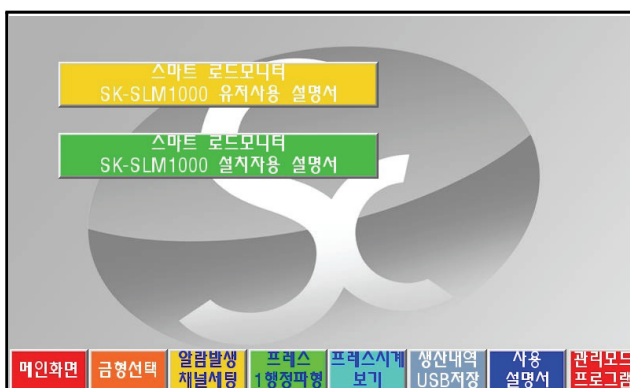 스마트 로드모니터
SK-SLM1000 유저사용 설명서
스마트 로드모니터
SK-SLM1000 설치자용 설명서
Sc
메인화면
금형선택
알람발생
채널세팅
프레스
1행정파형
프레스시계
보기
생산내역
USB저장
사용
설명서
관리모드
프로그램